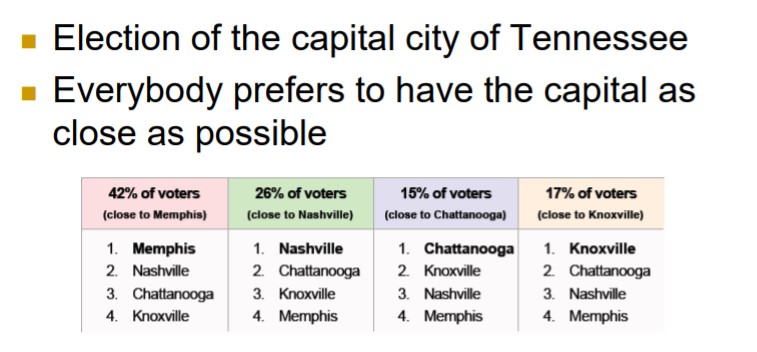 Election of the capital city of Tennessee
Everybody prefers to have the capital as
close as possible
42% of voters
(close to Memphis)
26% of voters
(close to Nashville)
15% of voters
(close to Chattanooga)
17% of voters
(close to Knoxville)
1. Memphis
2. Nashville
3. Chattanooga
4. Knoxville
1. Nashville
2. Chattanooga
3. Knoxville
4. Memphis
1. Chattanooga
2. Knoxville
3. Nashville
4. Memphis
1. Knoxville
2. Chattanooga
3. Nashville
4. Memphis